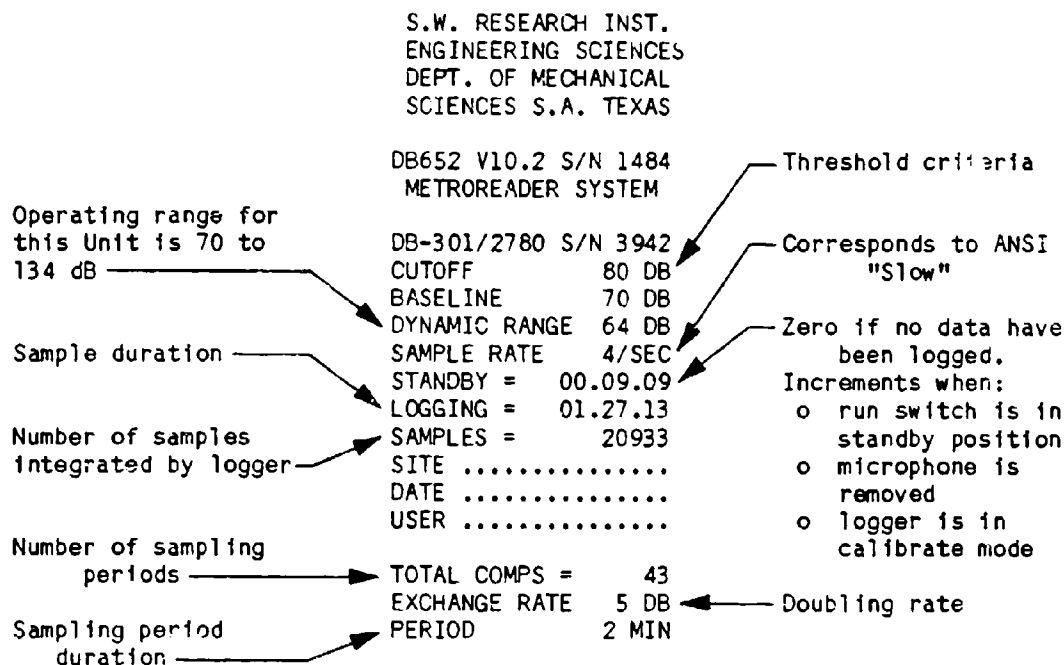 S.W. RESEARCH INST.
ENGINEERING SCIENCES
DEPT. OF MECHANICAL
SCIENCES S.A. TEXAS
DB652 V10.2 S/N 1484
METROREADER SYSTEM
DB-301/2780 S/N 3942
CUTOFF 80 DB
BASELINE 70 DB
DYNAMIC RANGE 64 DB
SAMPLE RATE 4/SEC
STANDBY = 00.09.09
LOGGING = 01.27.13
SAMPLES = 20933
SITE ...............
DATE ...............
USER ...............
TOTAL COMPS = 43
EXCHANGE RATE 5 DB
PERIOD 2 MIN
Operating range for
this Unit is 70 to
134 dB
Sample duration
Number of samples
integrated by logger
Number of sampling
periods
Sampling period
duration
Threshold criteria
Corresponds to ANSI
"Slow"
Zero if no data have
been logged.
Increments when:
o run switch is in
standby position
o microphone is
removed
o logger is in
calibrate mode
Doubling rate